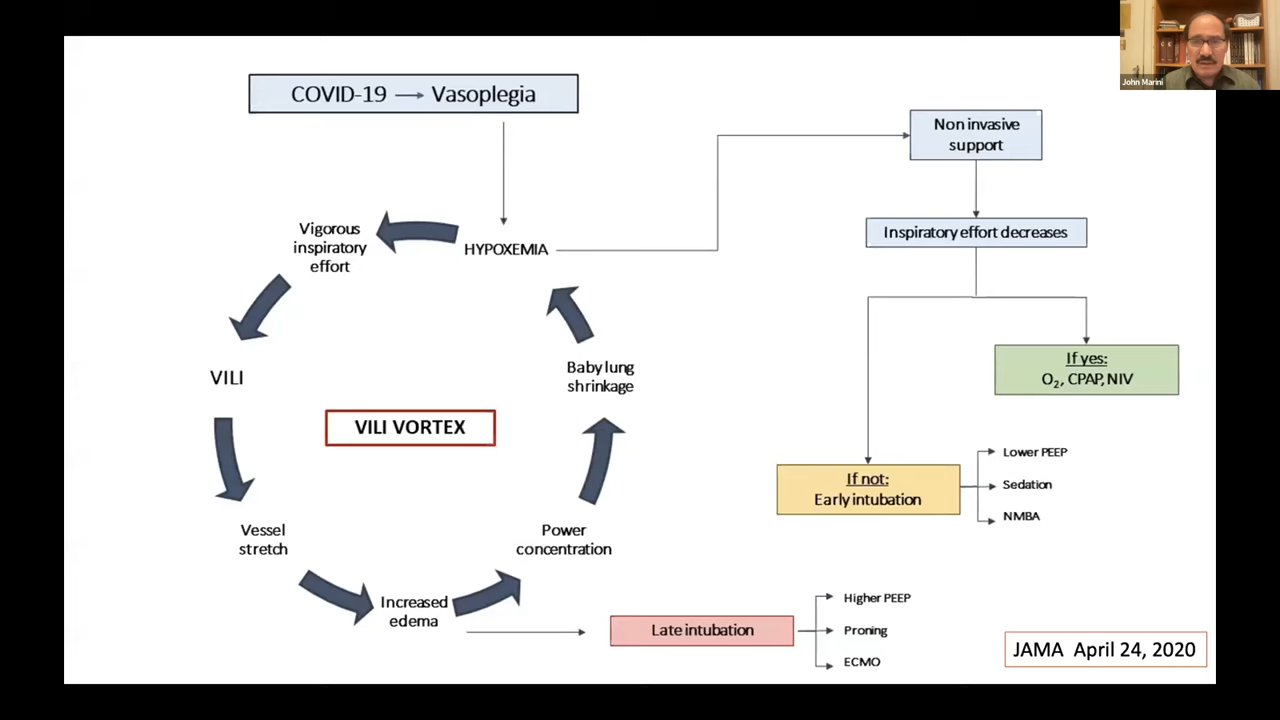 John Marini
COVID-19 → Vasoplegia
Non invasive
support
Vigorous
inspiratory
effort
HYPOXEMIA
Inspiratory effort decreases
VILI
Baby lung
shrinkage
If yes:
O₂, CPAP, NIV
VILI VORTEX
If not:
Early intubation
Lower PEEP
Sedation
NMBA
Vessel
stretch
Power
concentration
Increased
edema
Late intubation
Higher PEEP
Proning
ECMO
JAMA April 24, 2020